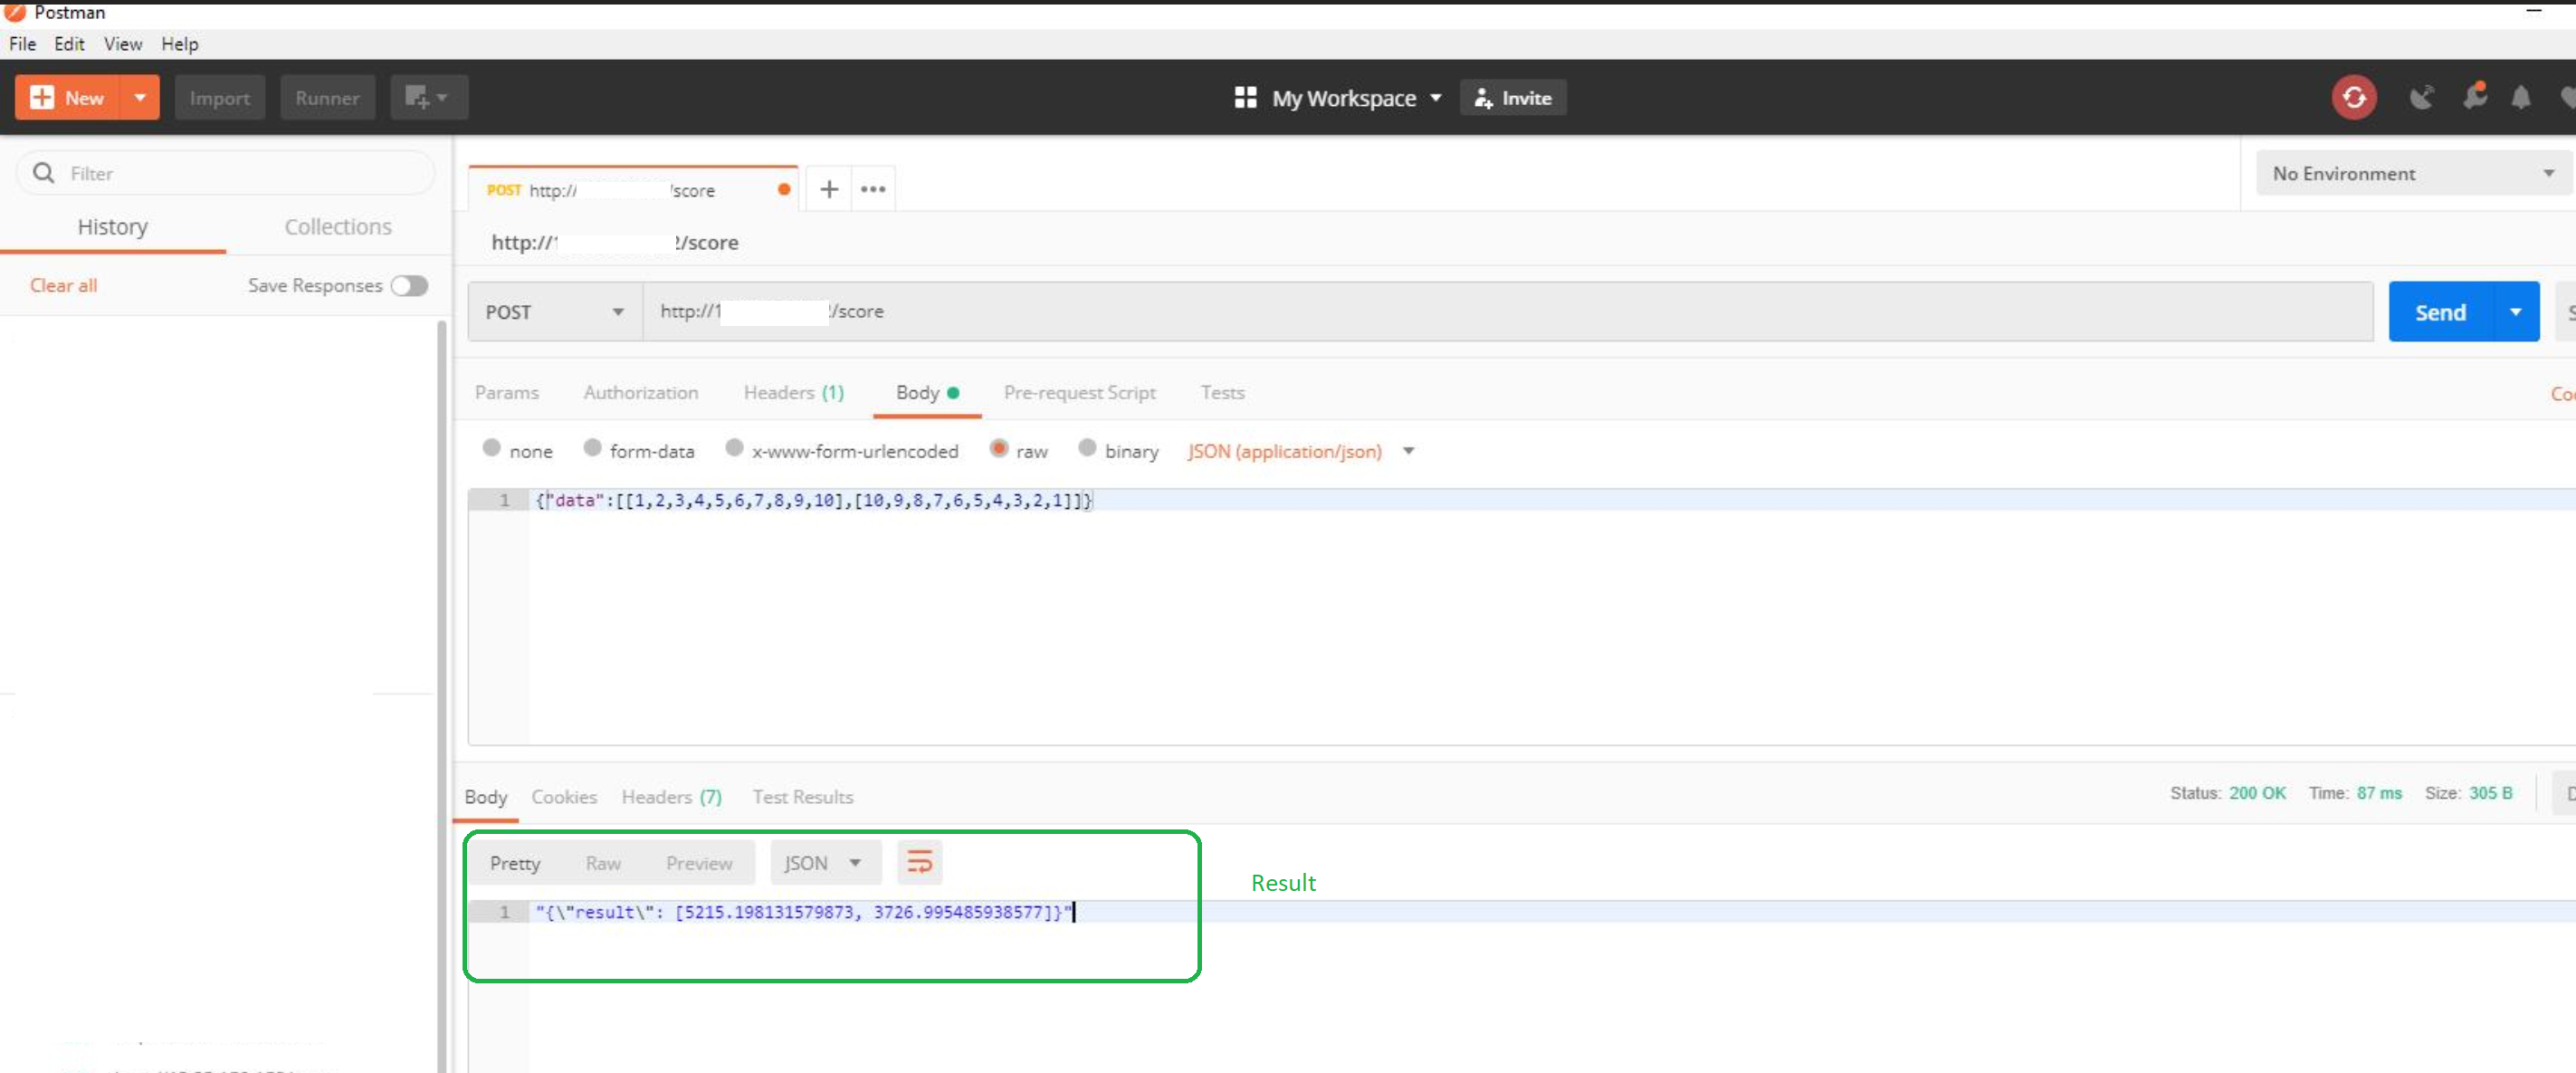 Postman
File Edit View Help
New Import Runner My Workspace Invite
Filter
History Collections
Clear all Save Responses
POST http:// /score
No Environment
http:// 2/score
POST http://1 /score Send
Params Authorization Headers (1) Body Pre-request Script Tests
none form-data x-www-form-urlencoded raw binary JSON (application/json)
1 {"data":[[1,2,3,4,5,6,7,8,9,10],[10,9,8,7,6,5,4,3,2,1]]}
Body Cookies Headers (7) Test Results Status: 200 OK Time: 87 ms Size: 305 B
Pretty Raw Preview JSON
Result
1 "{\"result\": [5215.198131579873, 3726.995485938577]}"